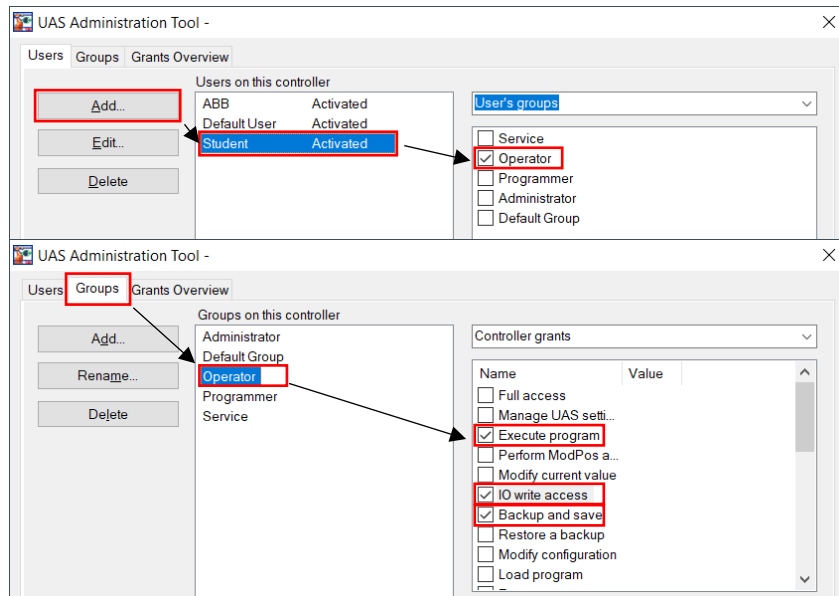 UAS Administration Tool -
Users Groups Grants Overview
Users on this controller
Add...
ABB Activated
User's groups
Default User Activated
Edit...
Student Activated
Service
Operator
Delete
Programmer
Administrator
Default Group
UAS Administration Tool -
Users Groups Grants Overview
Groups on this controller
Add...
Administrator
Controller grants
Default Group
Rename...
Operator
Name Value
Programmer
Full access
Delete
Service
Manage UAS setti...
Execute program
Perform ModPos a...
Modify current value
IO write access
Backup and save
Restore a backup
Modify configuration
Load program